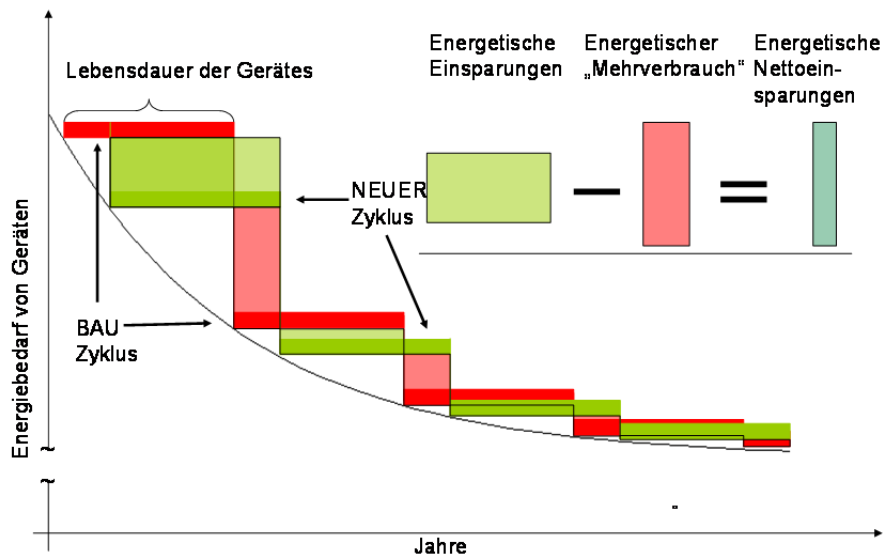 Energetische
Einsparungen
Energetischer
„Mehrverbrauch“
Energetische
Nettoein-
sparungen
Lebensdauer der Gerätes
NEUER
Zyklus
BAU
Zyklus
Energiebedarf von Geräten
~
~
Jahre